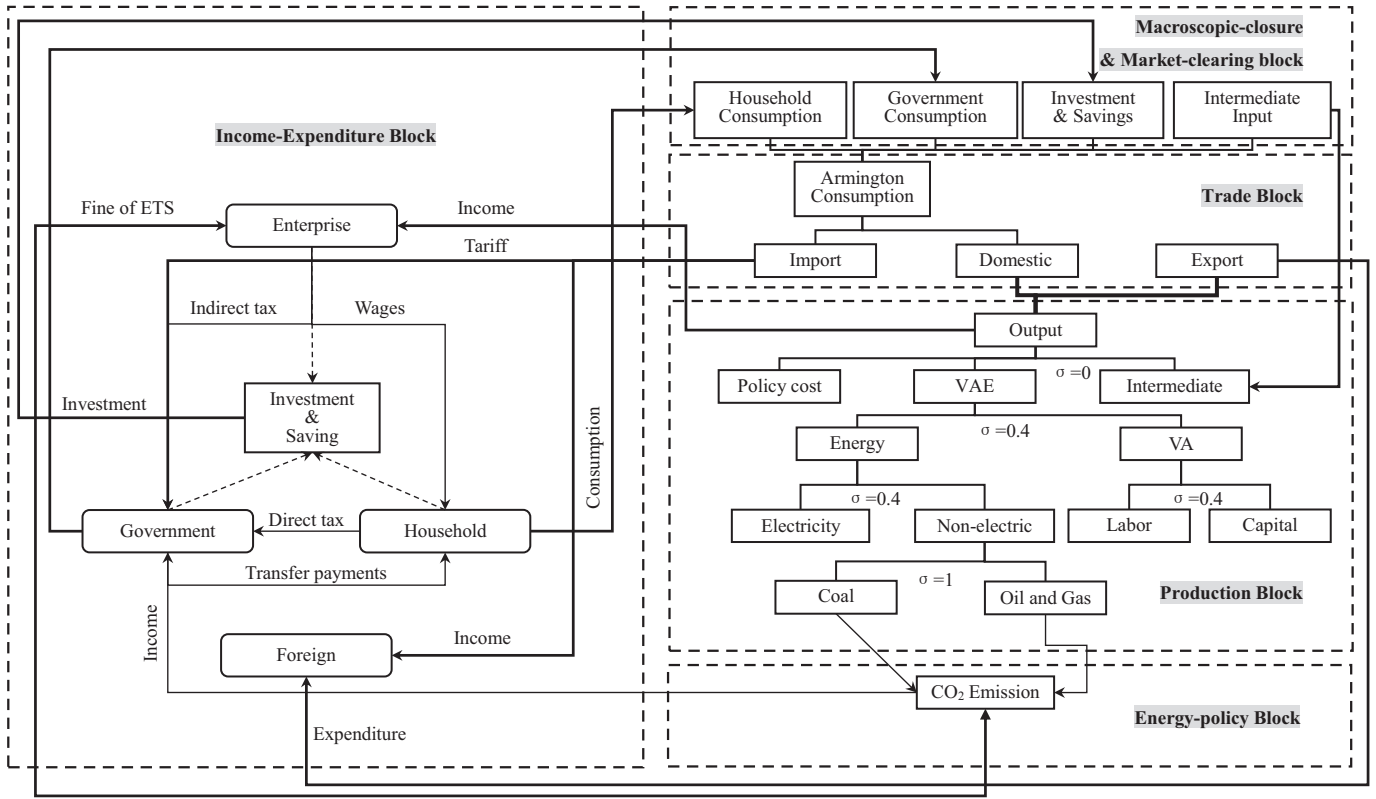 Macroscopic-closure
& Market-clearing block
Household
Consumption
Government
Consumption
Investment
& Savings
Intermediate
Input
Income-Expenditure Block
Armington
Consumption
Trade Block
Fine of ETS
Enterprise
Income
Tariff
Import
Domestic
Export
Indirect tax
Wages
Output
σ =0
Policy cost
VAE
Intermediate
Investment
Investment
&
Saving
Consumption
σ =0.4
Energy
VA
σ =0.4
σ =0.4
Government
Direct tax
Household
Electricity
Non-electric
Labor
Capital
Transfer payments
σ =1
Coal
Oil and Gas
Production Block
Income
Foreign
Income
CO₂ Emission
Energy-policy Block
Expenditure